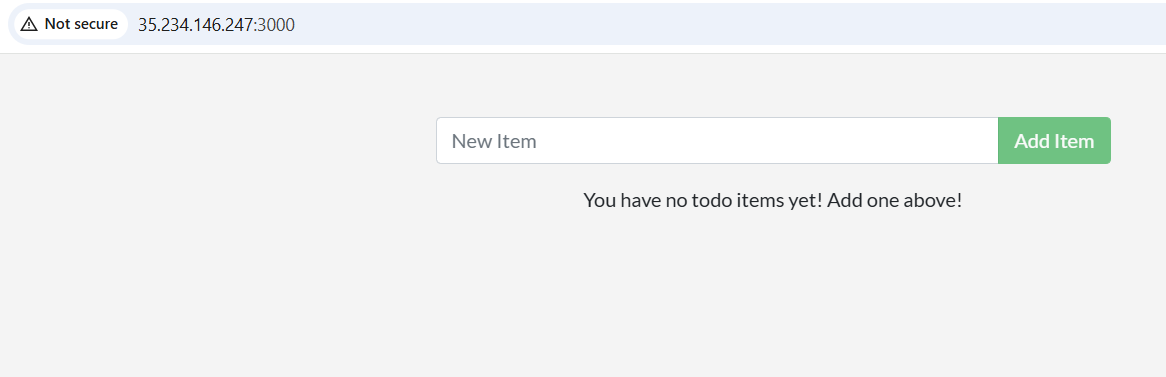 Not secure 35.234.146.247:3000
New Item Add Item
You have no todo items yet! Add one above!